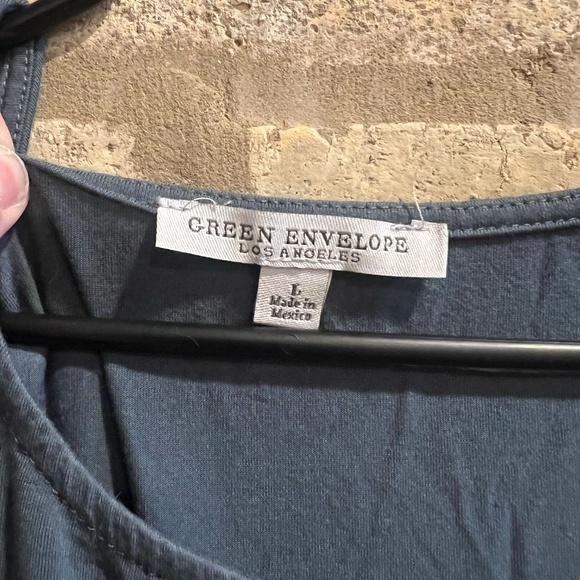 GREEN ENVELOPE
LOS ANGELES
L
Made in
Mexico